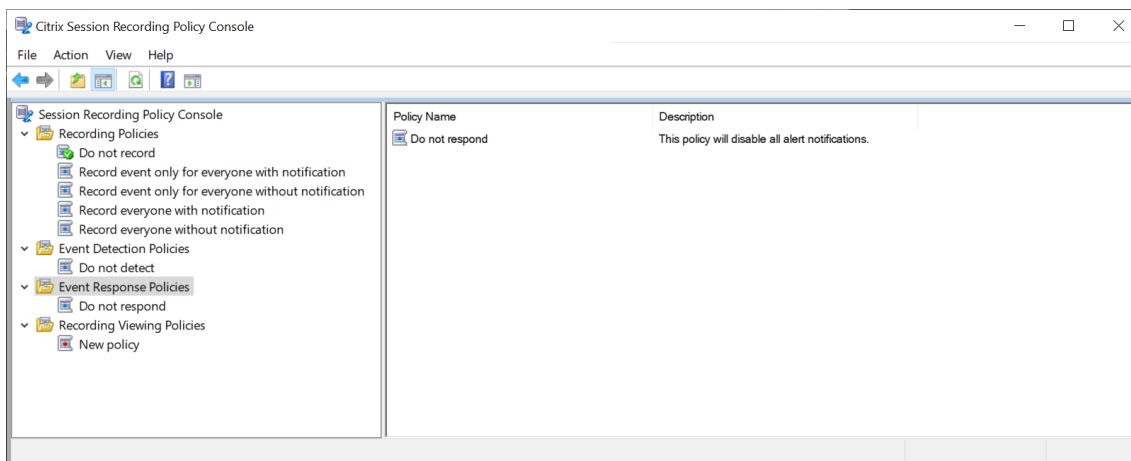 Citrix Session Recording Policy Console
File Action View Help
Session Recording Policy Console
Recording Policies
Do not record
Record event only for everyone with notification
Record event only for everyone without notification
Record everyone with notification
Record everyone without notification
Event Detection Policies
Do not detect
Event Response Policies
Do not respond
Recording Viewing Policies
New policy
Policy Name Description
Do not respond This policy will disable all alert notifications.